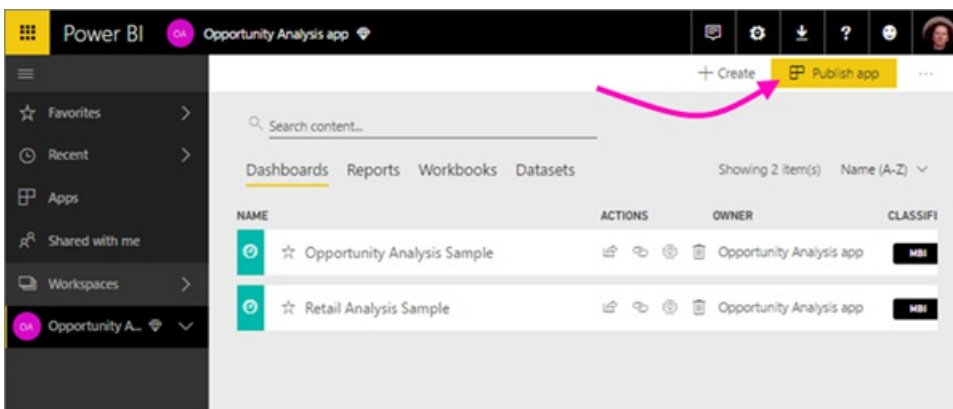 Power BI OA Opportunity Analysis app ?
+ Create Publish app ...
Favorites
Search content...
Recent
Dashboards Reports Workbooks Datasets Showing 2 item(s) Name (A-Z)
Apps
NAME ACTIONS OWNER CLASSIFI
Shared with me
Opportunity Analysis Sample Opportunity Analysis app MBI
Workspaces
Retail Analysis Sample Opportunity Analysis app MBI
OA Opportunity A...